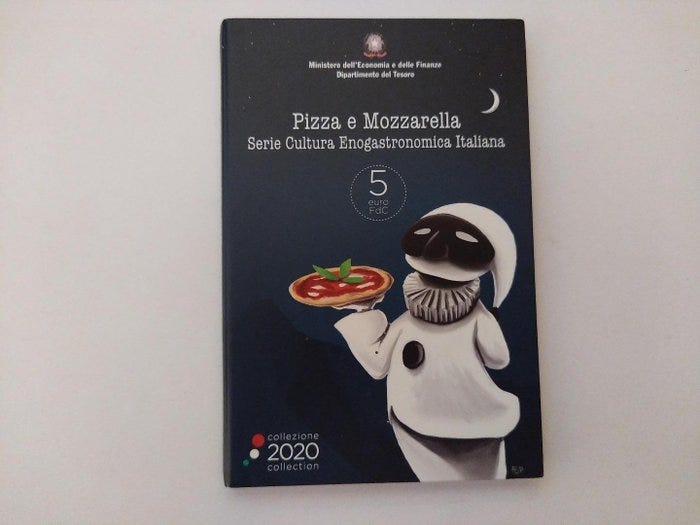 Ministero dell'Economia e delle Finanze
Dipartimento del Tesoro
Pizza e Mozzarella
Serie Cultura Enogastronomica Italiana
5
euro
FdC
collezione
2020
collection